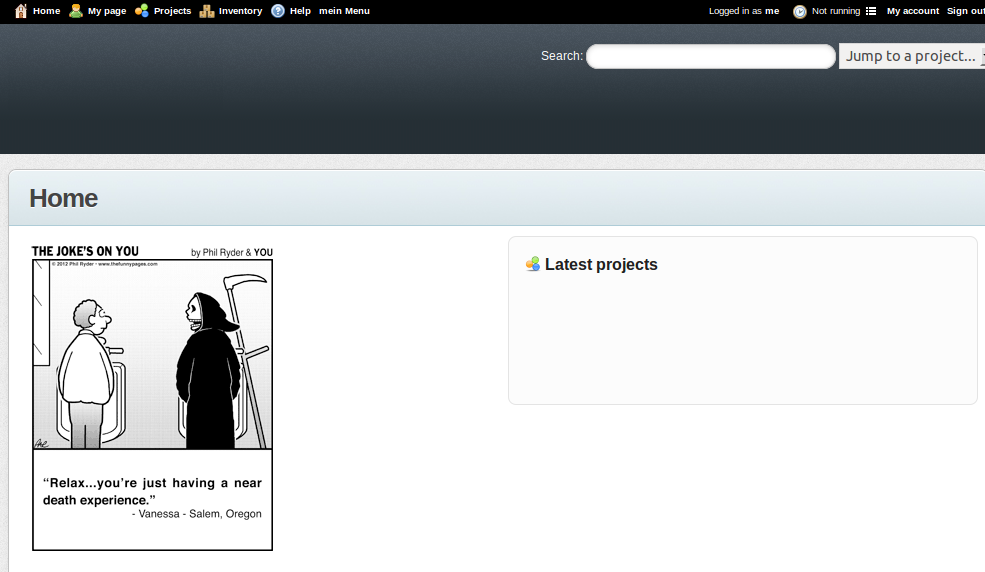 Home My page Projects Inventory Help mein Menu Logged in as me Not running My account Sign out
Search: Jump to a project...
Home
THE JOKE'S ON YOU by Phil Ryder & YOU
© 2012 Phil Ryder - www.thefunnypages.com
Latest projects
“Relax...you’re just having a near
death experience.”
- Vanessa - Salem, Oregon